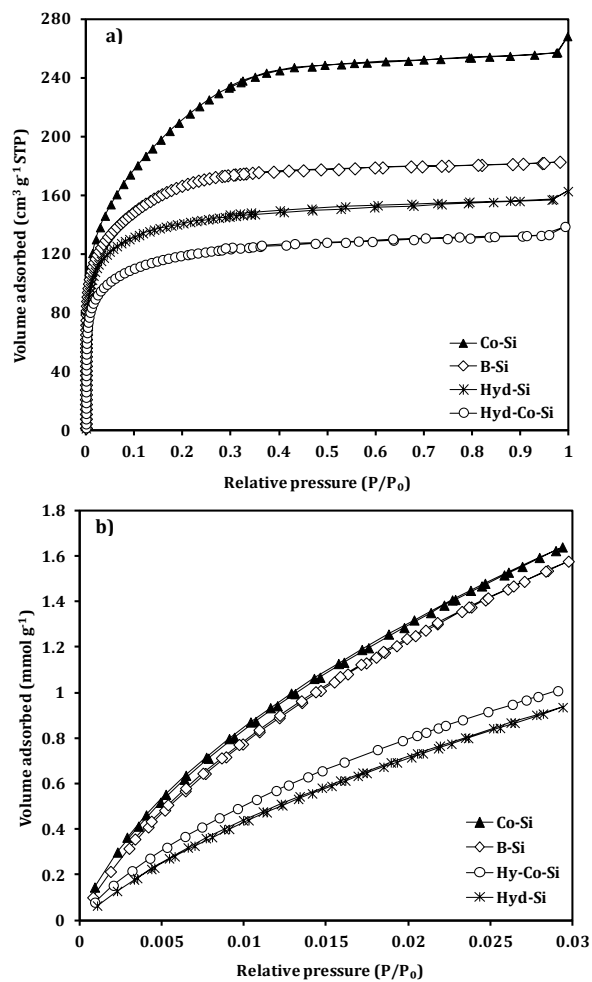 a)
Volume adsorbed (cm³ g⁻¹ STP)
280
240
200
160
120
80
40
0
Co-Si
B-Si
Hyd-Si
Hyd-Co-Si
0 0.1 0.2 0.3 0.4 0.5 0.6 0.7 0.8 0.9 1
Relative pressure (P/P₀)
b)
Volume adsorbed (mmol g⁻¹)
1.8
1.6
1.4
1.2
1
0.8
0.6
0.4
0.2
0
Co-Si
B-Si
Hy-Co-Si
Hyd-Si
0 0.005 0.01 0.015 0.02 0.025 0.03
Relative pressure (P/P₀)